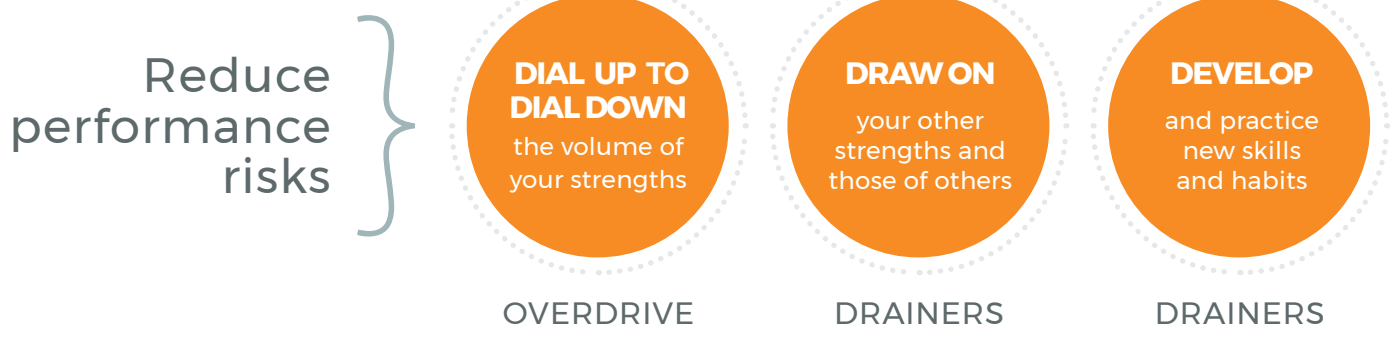 Reduce
performance
risks
DIAL UP TO
DIAL DOWN
the volume of
your strengths
OVERDRIVE
DRAW ON
your other
strengths and
those of others
DRAINERS
DEVELOP
and practice
new skills
and habits
DRAINERS